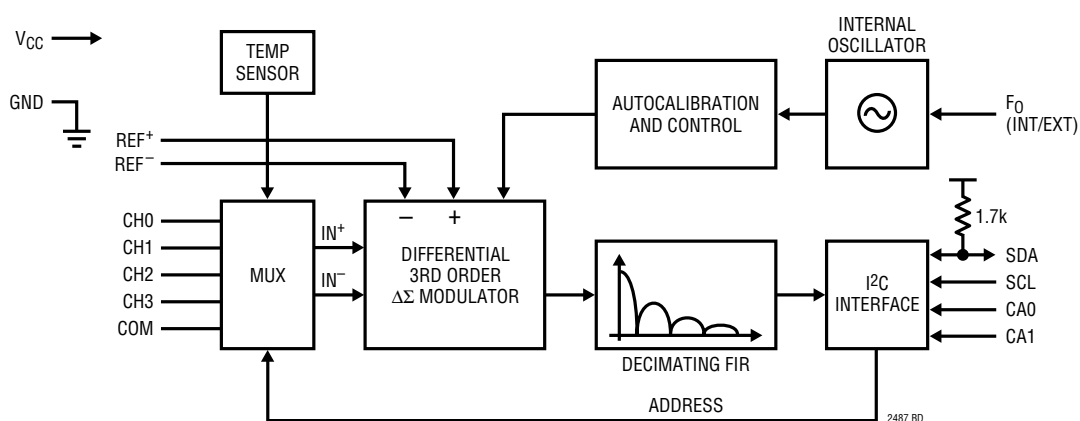 V_CC
GND
REF⁺
REF⁻
CH0
CH1
CH2
CH3
COM
TEMP
SENSOR
MUX
IN⁺
IN⁻
− +
DIFFERENTIAL
3RD ORDER
ΔΣ MODULATOR
AUTOCALIBRATION
AND CONTROL
INTERNAL
OSCILLATOR
F_O
(INT/EXT)
1.7k
DECIMATING FIR
I²C
INTERFACE
SDA
SCL
CA0
CA1
ADDRESS
2487 BD